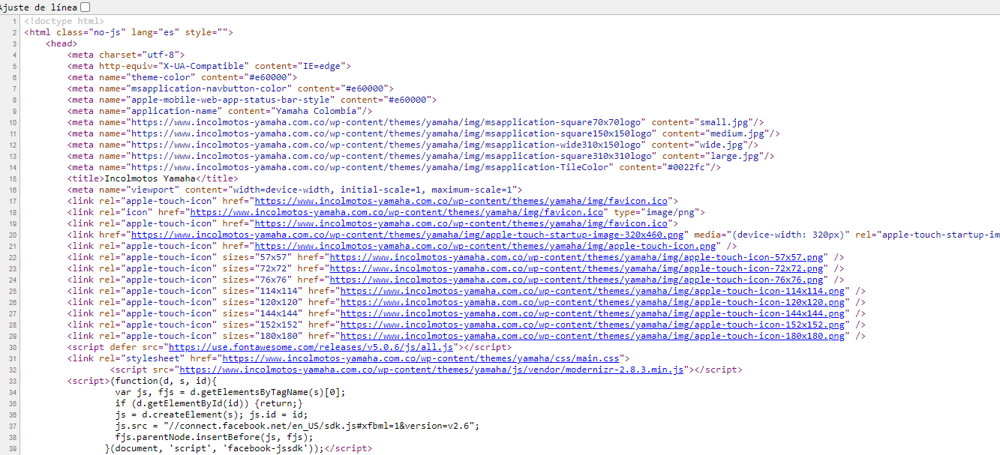 Ajuste de línea
1 <!doctype html>
2 <html class="no-js" lang="es" style="">
3 <head>
4 <meta charset="utf-8">
5 <meta http-equiv="X-UA-Compatible" content="IE=edge">
6 <meta name="theme-color" content="#e60000">
7 <meta name="msapplication-navbutton-color" content="#e60000">
8 <meta name="apple-mobile-web-app-status-bar-style" content="#e60000">
9 <meta name="application-name" content="Yamaha Colombia"/>
10 <meta name="https://www.incolmotos-yamaha.com.co/wp-content/themes/yamaha/img/msapplication-square70x70logo" content="small.jpg"/>
11 <meta name="https://www.incolmotos-yamaha.com.co/wp-content/themes/yamaha/img/msapplication-square150x150logo" content="medium.jpg"/>
12 <meta name="https://www.incolmotos-yamaha.com.co/wp-content/themes/yamaha/img/msapplication-wide310x150logo" content="wide.jpg"/>
13 <meta name="https://www.incolmotos-yamaha.com.co/wp-content/themes/yamaha/img/msapplication-square310x310logo" content="large.jpg"/>
14 <meta name="https://www.incolmotos-yamaha.com.co/wp-content/themes/yamaha/img/msapplication-TileColor" content="#0022fc"/>
15 <title>Incolmotos Yamaha</title>
16 <meta name="viewport" content="width=device-width, initial-scale=1, maximum-scale=1">
17 <link rel="apple-touch-icon" href="https://www.incolmotos-yamaha.com.co/wp-content/themes/yamaha/img/favicon.ico">
18 <link rel="icon" href="https://www.incolmotos-yamaha.com.co/wp-content/themes/yamaha/img/favicon.ico" type="image/png">
19 <link rel="apple-touch-icon" href="https://www.incolmotos-yamaha.com.co/wp-content/themes/yamaha/img/favicon.ico">
20 <link href="https://www.incolmotos-yamaha.com.co/wp-content/themes/yamaha/img/apple-touch-startup-image-320x460.png" media="(device-width: 320px)" rel="apple-touch-startup-im
21 <link rel="apple-touch-icon" href="https://www.incolmotos-yamaha.com.co/wp-content/themes/yamaha/img/apple-touch-icon.png" />
22 <link rel="apple-touch-icon" sizes="57x57" href="https://www.incolmotos-yamaha.com.co/wp-content/themes/yamaha/img/apple-touch-icon-57x57.png" />
23 <link rel="apple-touch-icon" sizes="72x72" href="https://www.incolmotos-yamaha.com.co/wp-content/themes/yamaha/img/apple-touch-icon-72x72.png" />
24 <link rel="apple-touch-icon" sizes="76x76" href="https://www.incolmotos-yamaha.com.co/wp-content/themes/yamaha/img/apple-touch-icon-76x76.png" />
25 <link rel="apple-touch-icon" sizes="114x114" href="https://www.incolmotos-yamaha.com.co/wp-content/themes/yamaha/img/apple-touch-icon-114x114.png" />
26 <link rel="apple-touch-icon" sizes="120x120" href="https://www.incolmotos-yamaha.com.co/wp-content/themes/yamaha/img/apple-touch-icon-120x120.png" />
27 <link rel="apple-touch-icon" sizes="144x144" href="https://www.incolmotos-yamaha.com.co/wp-content/themes/yamaha/img/apple-touch-icon-144x144.png" />
28 <link rel="apple-touch-icon" sizes="152x152" href="https://www.incolmotos-yamaha.com.co/wp-content/themes/yamaha/img/apple-touch-icon-152x152.png" />
29 <link rel="apple-touch-icon" sizes="180x180" href="https://www.incolmotos-yamaha.com.co/wp-content/themes/yamaha/img/apple-touch-icon-180x180.png" />
30 <script defer src="https://use.fontawesome.com/releases/v5.0.6/js/all.js"></script>
31 <link rel="stylesheet" href="https://www.incolmotos-yamaha.com.co/wp-content/themes/yamaha/css/main.css">
32 <script src="https://www.incolmotos-yamaha.com.co/wp-content/themes/yamaha/js/vendor/modernizr-2.8.3.min.js"></script>
33 <script>(function(d, s, id){
34 var js, fjs = d.getElementsByTagName(s)[0];
35 if (d.getElementById(id)) {return;}
36 js = d.createElement(s); js.id = id;
37 js.src = "//connect.facebook.net/en_US/sdk.js#xfbml=1&version=v2.6";
38 fjs.parentNode.insertBefore(js, fjs);
39 }(document, 'script', 'facebook-jssdk'));</script>